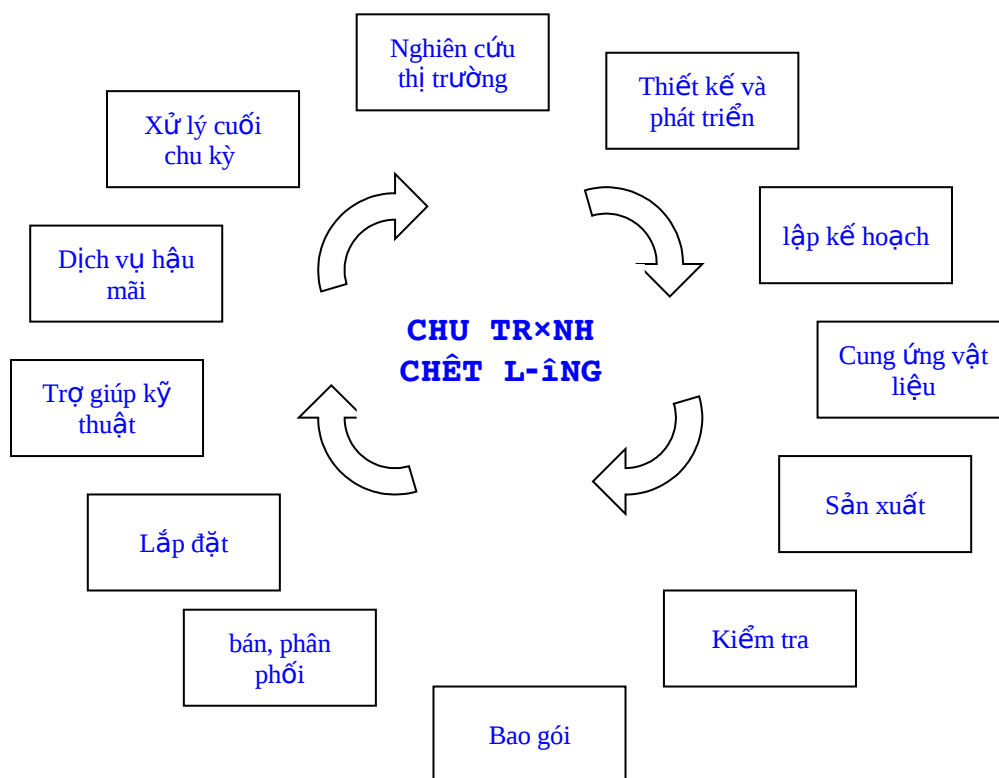 Nghiên cứu
thị trường
Thiết kế và
phát triển
lập kế hoạch
Cung ứng vật
liệu
Sản xuất
Kiểm tra
Bao gói
bán, phân
phối
Lắp đặt
Trợ giúp kỹ
thuật
Dịch vụ hậu
mãi
Xử lý cuối
chu kỳ
CHU TR×NH
CHÊT L-îNG